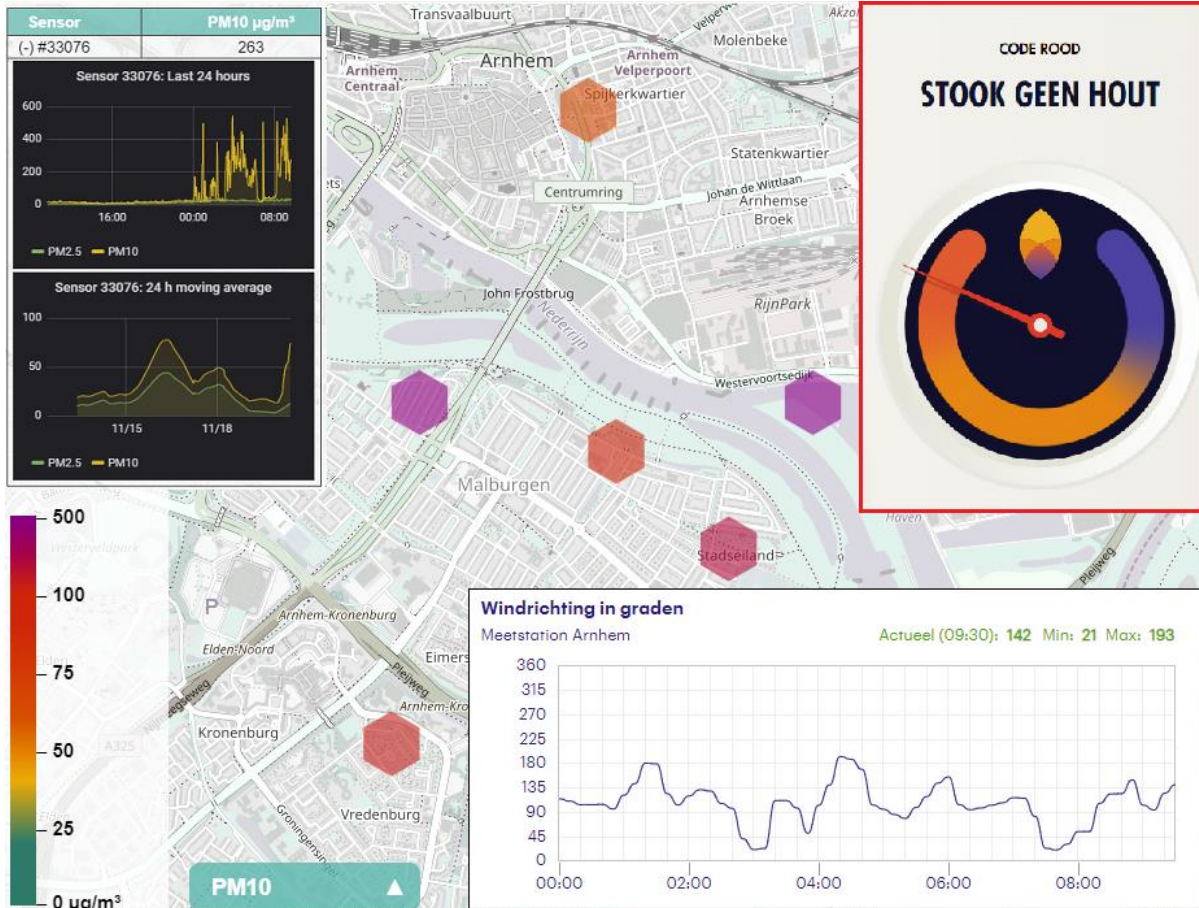 Sensor PM10 µg/m³
(-) #33076 263
Sensor 33076: Last 24 hours
600
400
200
0
16:00 00:00 08:00
PM2.5 PM10
Sensor 33076: 24 h moving average
100
50
0
11/15 11/18
PM2.5 PM10
500
100
75
50
25
0 µg/m³
Transvaalbuurt
Velperweg
Molenbeke
Arnhem
Arnhem
Centraal
Arnhem
Velperpoort
Spijkerkwartier
Statenkwartier
Centrumring
Johan de Wittlaan
Arnhemse
Broek
John Frostbrug
Nederrijn
RijnPark
Westervoortsedijk
Malburgen
Stadseiland
Haven
Pleijweg
Westerveldpark
P
Arnhem-Kronenburg
Elden-Noord
Pleijweg
Kronenburg
A325
Vredenburg
Groningensingel
PM10 ▲
CODE ROOD
STOOK GEEN HOUT
Windrichting in graden
Meetstation Arnhem Actueel (09:30): 142 Min: 21 Max: 193
360
315
270
225
180
135
90
45
0
00:00 02:00 04:00 06:00 08:00